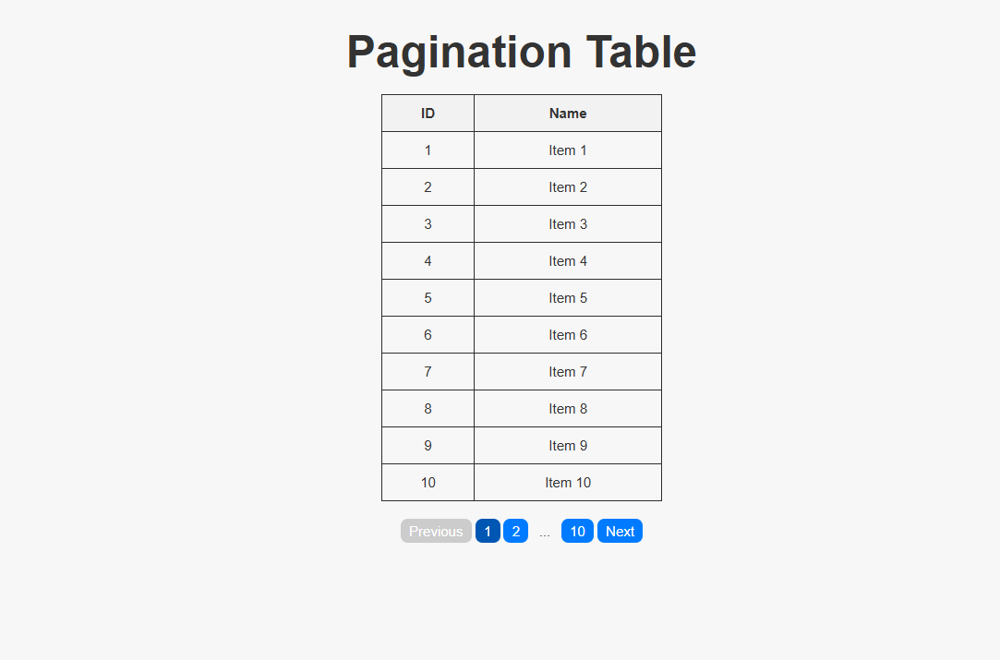 Pagination Table
ID Name
1 Item 1
2 Item 2
3 Item 3
4 Item 4
5 Item 5
6 Item 6
7 Item 7
8 Item 8
9 Item 9
10 Item 10
Previous 1 2 ... 10 Next